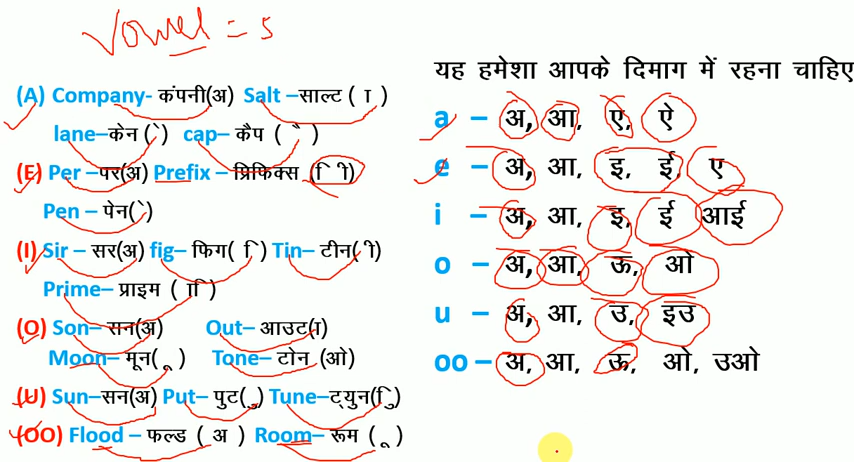 Vowel = 5
(A) Company- कंपनी(अ) Salt –साल्ट ( ा )
lane–केन ( े ) cap– कैप ( ै )
(E) Per –पर(अ) Prefix – प्रिफिक्स (ि ी)
Pen – पेन(े)
(I) Sir – सर(अ) fig– फिग( ि ) Tin– टीन( ी)
Prime– प्राइम ( ा ि )
(O) Son– सन(अ) Out– आउट(ा)
Moon– मून( ू ) Tone– टोन (ओ)
(U) Sun–सन(अ) Put– पुट( ु ) Tune–ट्युन(ि ु)
(OO) Flood – फल्ड ( अ ) Room– रूम ( ू )
यह हमेशा आपके दिमाग में रहना चाहिए
a – अ, आ, ए, ऐ
e – अ, आ, इ, ई, ए
i – अ, आ, इ, ई आई
o – अ, आ, ऊ, ओ
u – अ, आ, उ, इउ
oo– अ, आ, ऊ, ओ, उओ